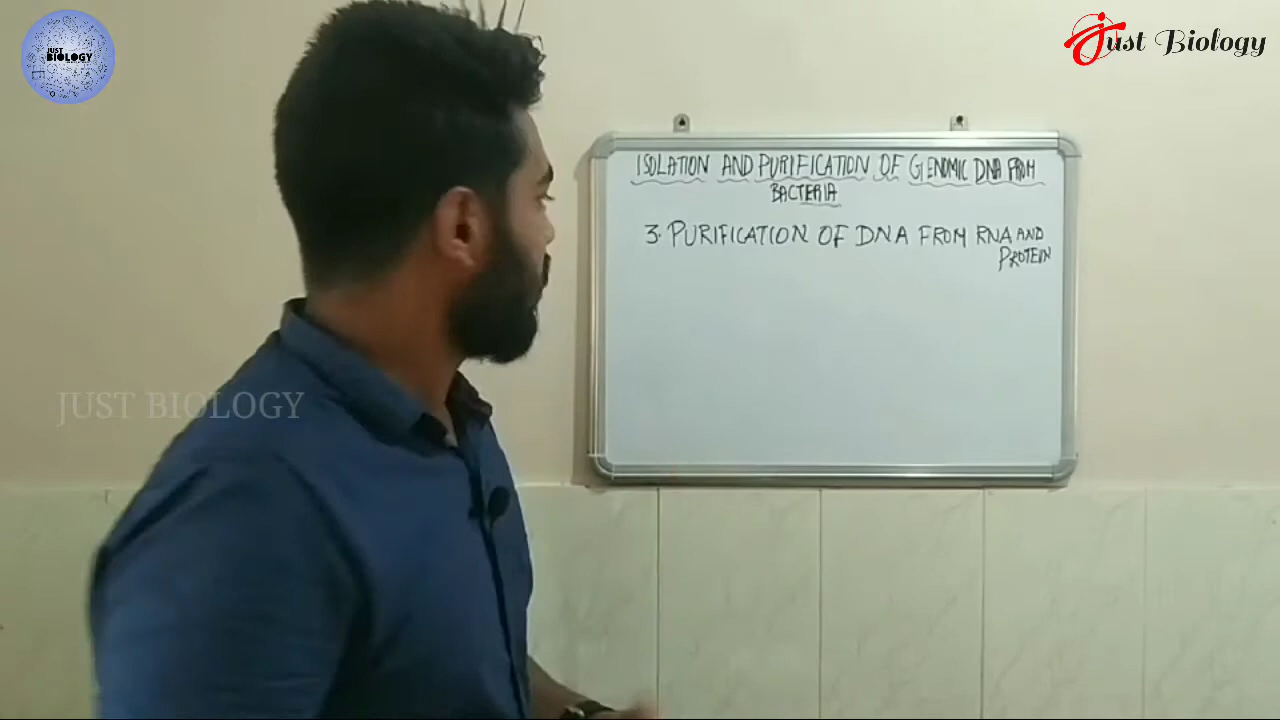 JUST
BIOLOGY
Just Biology
ISOLATION AND PURIFICATION OF GENOMIC DNA FROM
BACTERIA
3. PURIFICATION OF DNA FROM RNA AND
PROTEIN
JUST BIOLOGY